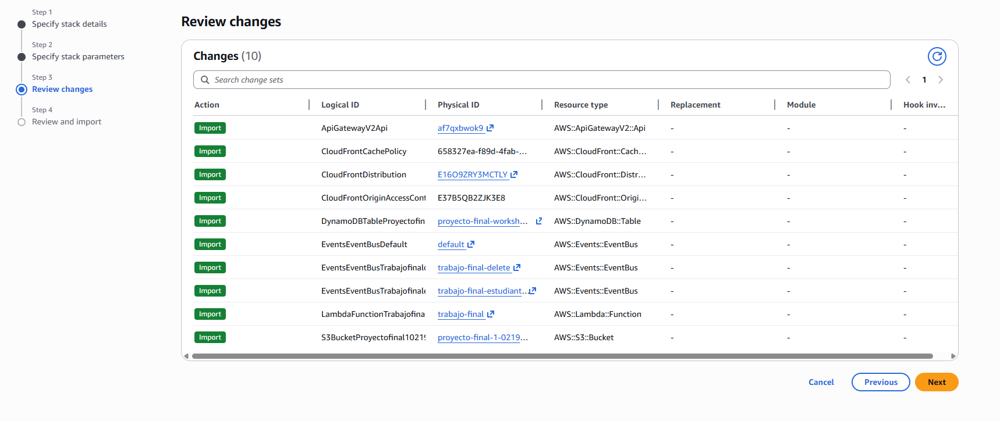 Step 1
Specify stack details
Step 2
Specify stack parameters
Step 3
Review changes
Step 4
Review and import
Review changes
Changes (10)
Search change sets
1
Action Logical ID Physical ID Resource type Replacement Module Hook inv...
Import ApiGatewayV2Api af7qxbwok9 AWS::ApiGatewayV2::Api - - -
Import CloudFrontCachePolicy 658327ea-f89d-4fab-... AWS::CloudFront::Cach... - - -
Import CloudFrontDistribution E16O9ZRY3MCTLY AWS::CloudFront::Distr... - - -
Import CloudFrontOriginAccessCont E37B5QB2ZJK3E8 AWS::CloudFront::Origi... - - -
Import DynamoDBTableProyectofin proyecto-final-worksh... AWS::DynamoDB::Table - - -
Import EventsEventBusDefault default AWS::Events::EventBus - - -
Import EventsEventBusTrabajofinal trabajo-final-delete AWS::Events::EventBus - - -
Import EventsEventBusTrabajofinal trabajo-final-estudiant... AWS::Events::EventBus - - -
Import LambdaFunctionTrabajofina trabajo-final AWS::Lambda::Function - - -
Import S3BucketProyectofinal10219 proyecto-final-1-0219... AWS::S3::Bucket - - -
Cancel Previous Next